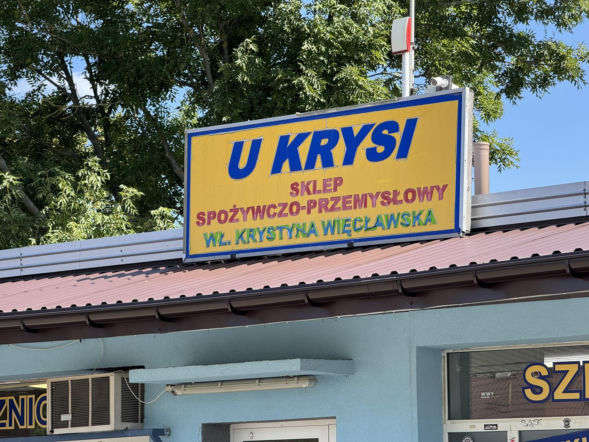 U KRYSI
SKLEP
SPOŻYWCZO-PRZEMYSŁOWY
WŁ. KRYSTYNA WIĘCŁAWSKA